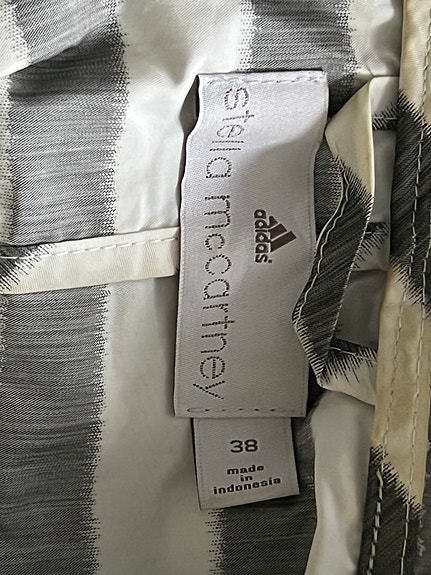 stella mccartney
adidas
38
made
in
indonesia